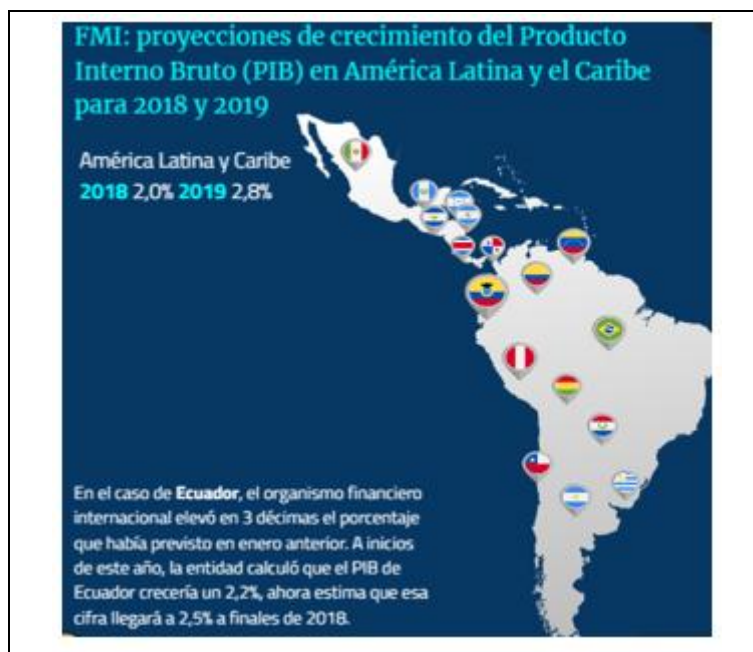 FMI: proyecciones de crecimiento del Producto
Interno Bruto (PIB) en América Latina y el Caribe
para 2018 y 2019
América Latina y Caribe
2018 2,0% 2019 2,8%
En el caso de Ecuador, el organismo financiero
internacional elevó en 3 décimas el porcentaje
que había previsto en enero anterior. A inicios
de este año, la entidad calculó que el PIB de
Ecuador crecería un 2,2%, ahora estima que esa
cifra llegará a 2,5% a finales de 2018.